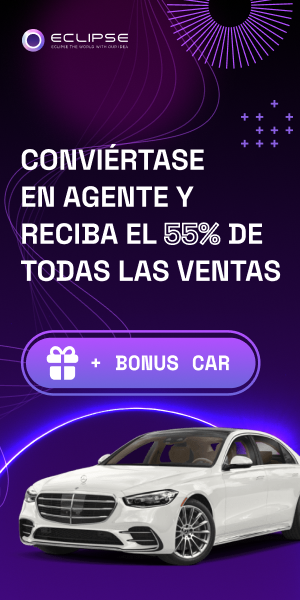 ECLIPSE
ECLIPSE THE WORLD WITH OUR IDEA
CONVIÉRTASE
EN AGENTE Y
RECIBA EL 55% DE
TODAS LAS VENTAS
+ BONUS CAR